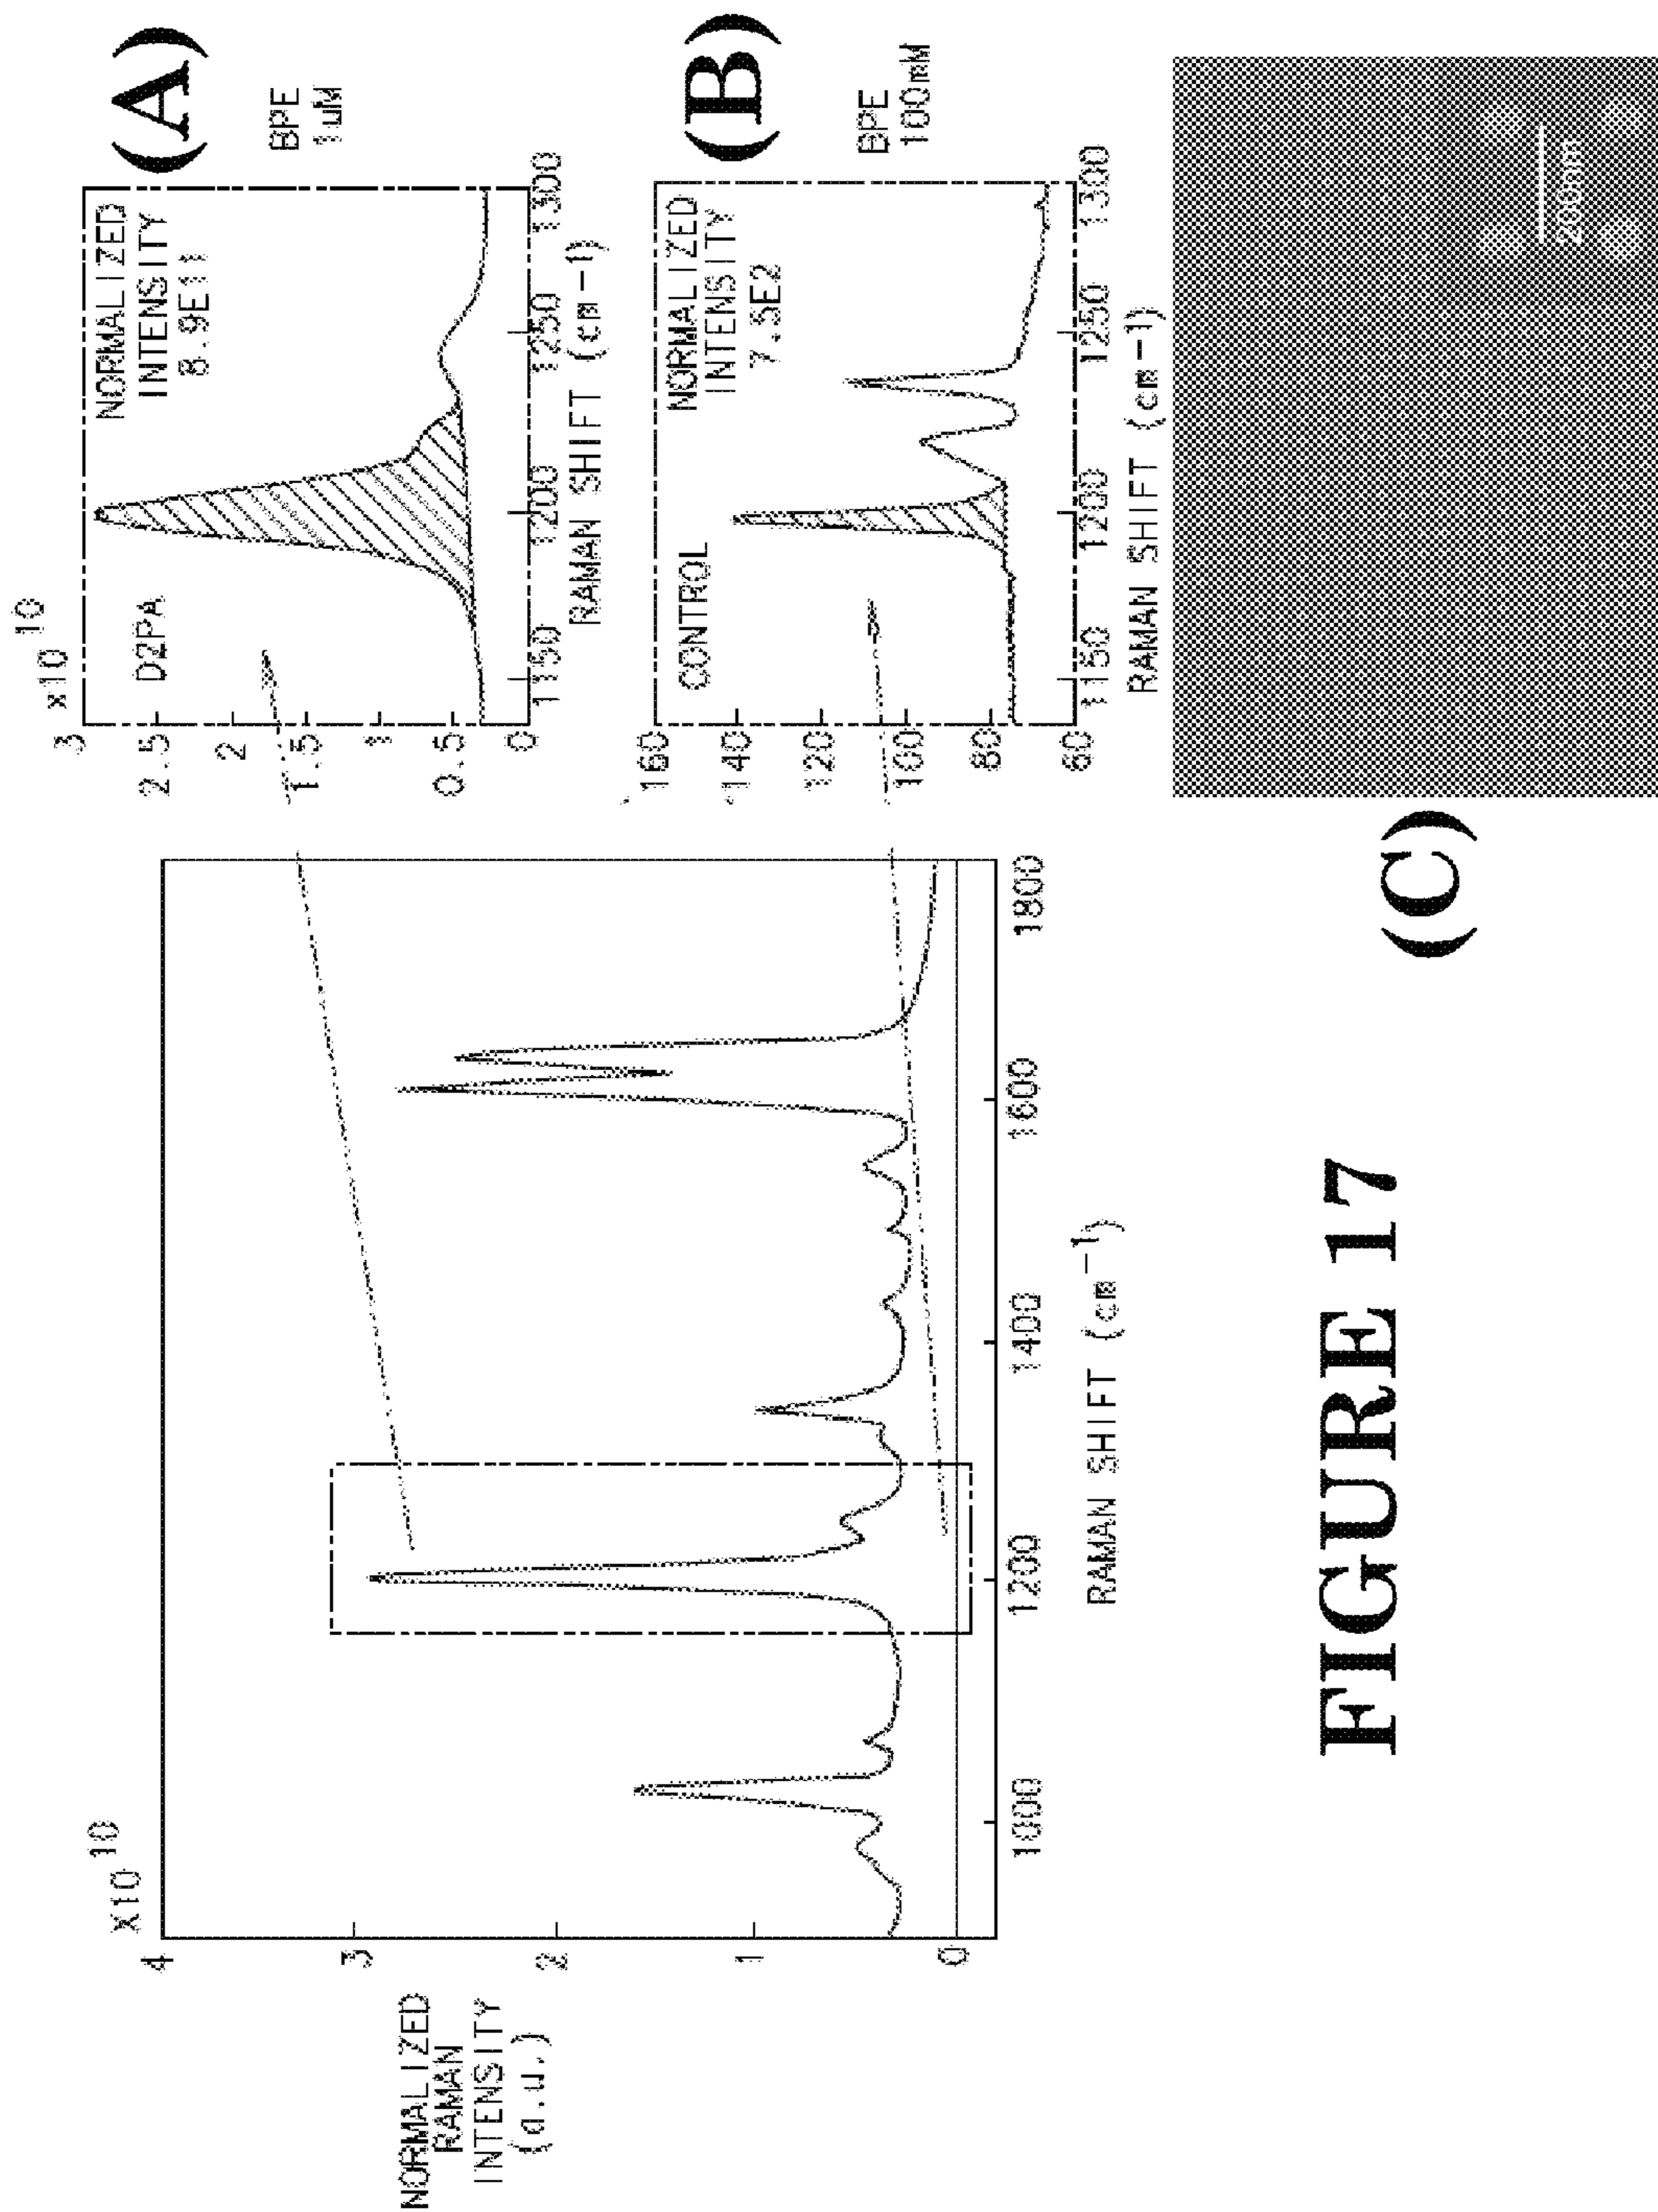 NORMALIZED
RAMAN
INTENSITY
(a.u.)
x10 10
4
3
2
1
0
1000
1200
1400
1600
1800
RAMAN SHIFT (cm-1)
(A)
BPE
1uM
x10 10
D2PA
NORMALIZED
INTENSITY
8.9E11
3
2.5
2
1.5
1
0.5
0
1150
1200
1250
1300
RAMAN SHIFT (cm-1)
(B)
BPE
100mM
CONTROL
NORMALIZED
INTENSITY
7.5E2
160
140
120
100
80
60
1150
1200
1250
1300
RAMAN SHIFT (cm-1)
(C)
200nm
FIGURE 17